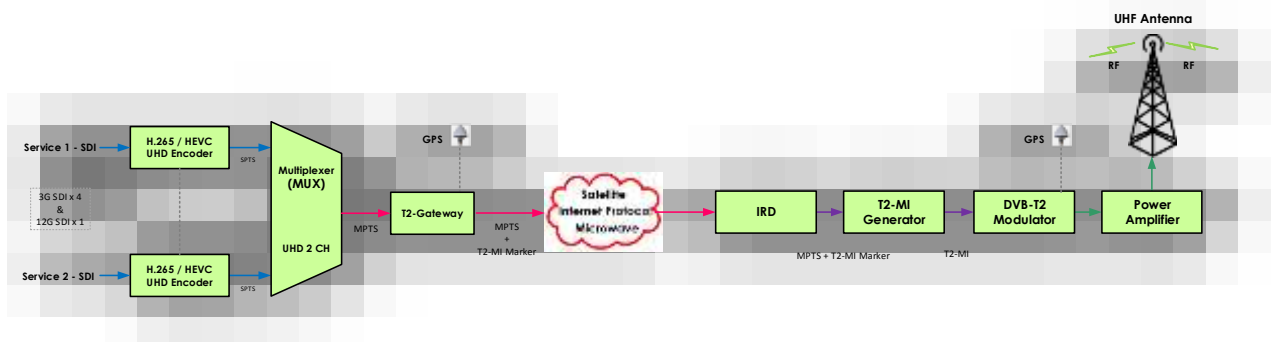 UHF Antenna
RF
RF
Service 1 - SDI
H.265 / HEVC
UHD Encoder
SPTS
3G SDI x 4
&
12G SDI x 1
Service 2 - SDI
H.265 / HEVC
UHD Encoder
SPTS
Multiplexer
(MUX)
UHD 2 CH
MPTS
GPS
T2-Gateway
MPTS
+
T2-MI Marker
Satellite
Internet Protocal
Microwave
IRD
MPTS + T2-MI Marker
T2-MI
Generator
T2-MI
GPS
DVB-T2
Modulator
Power
Amplifier